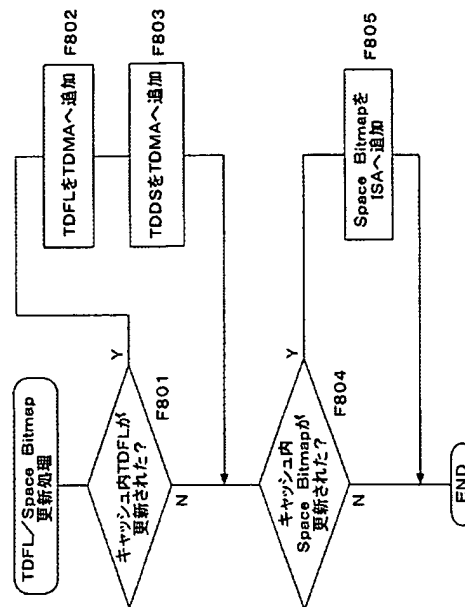 TDFL／Space Bitmap
更新処理
キャッシュ内TDFLが
更新された？
F801
Y
N
TDFLをTDMAへ追加
F802
TDDSをTDMAへ追加
F803
キャッシュ内
Space Bitmapが
更新された？
F804
Y
N
Space Bitmapを
ISAへ追加
F805
END